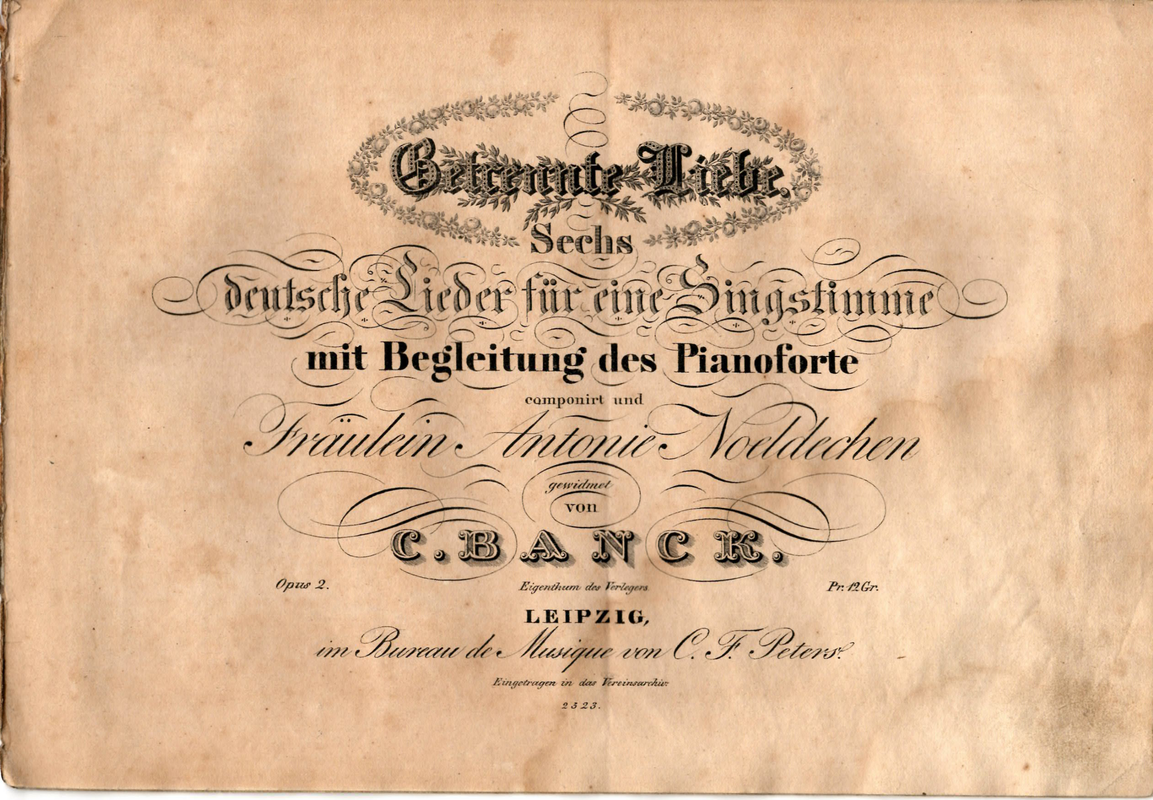 Getrennte Liebe,
Sechs
deutsche Lieder für eine Singstimme
mit Begleitung des Pianoforte
componirt und
Fräulein Antonie Noeldechen
gewidmet
von
C. BANCK.
Opus 2. Eigenthum des Verlegers Pr. 12 Gr.
LEIPZIG,
im Bureau de Musique von C. F. Peters.
Eingetragen in das Vereinsarchiv.
2523.